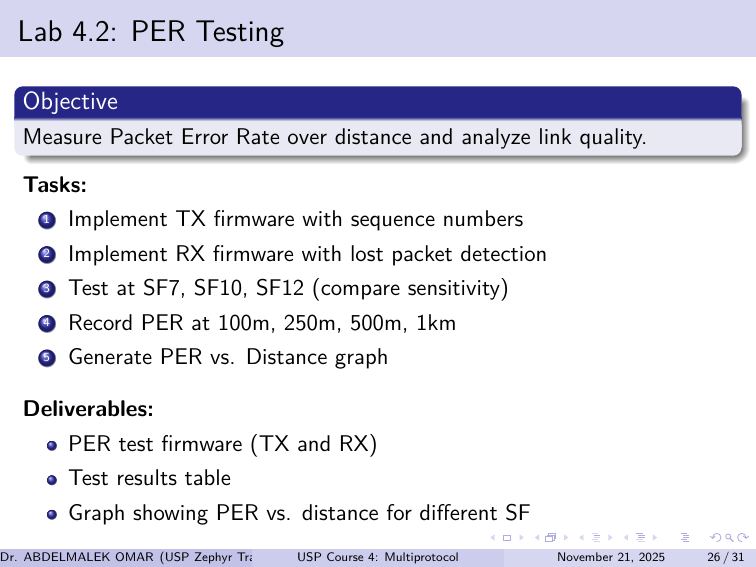 Lab 4.2: PER Testing
Objective
Measure Packet Error Rate over distance and analyze link quality.
Tasks:
1 Implement TX firmware with sequence numbers
2 Implement RX firmware with lost packet detection
3 Test at SF7, SF10, SF12 (compare sensitivity)
4 Record PER at 100m, 250m, 500m, 1km
5 Generate PER vs. Distance graph
Deliverables:
PER test firmware (TX and RX)
Test results table
Graph showing PER vs. distance for different SF
Dr. ABDELMALEK OMAR (USP Zephyr Tra USP Course 4: Multiprotocol November 21, 2025 26 / 31